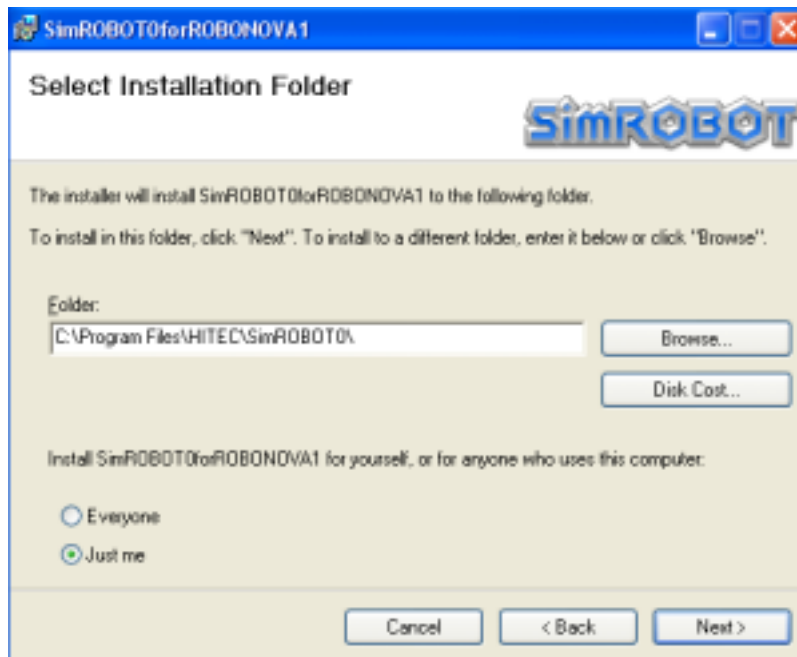 SimROBOT0forROBONOVA1
Select Installation Folder
SimROBOT
The installer will install SimROBOT0forROBONOVA1 to the following folder.
To install in this folder, click "Next". To install to a different folder, enter it below or click "Browse".
Folder:
C:\Program Files\HITEC\SimROBOT0\
Browse...
Disk Cost...
Install SimROBOT0forROBONOVA1 for yourself, or for anyone who uses this computer:
Everyone
Just me
Cancel
< Back
Next >